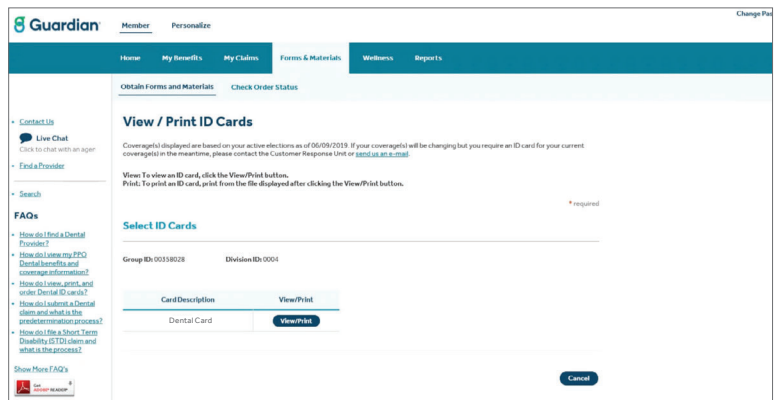 Change Pas
Guardian
Member Personalize
Home My Benefits My Claims Forms & Materials Wellness Reports
Obtain Forms and Materials Check Order Status
Contact Us
Live Chat
Click to chat with an agen
Find a Provider
Search
FAQs
How do I find a Dental
Provider?
How do I view my PPO
Dental benefits and
coverage information?
How do I view, print, and
order Dental ID cards?
How do I submit a Dental
claim and what is the
predetermination process?
How do I file a Short Term
Disability (STD) claim and
what is the process?
Show More FAQ's
Get
ADOBE® READER®
View / Print ID Cards
Coverage(s) displayed are based on your active elections as of 06/09/2019. If your coverage(s) will be changing but you require an ID card for your current
coverage(s) in the meantime, please contact the Customer Response Unit or send us an e-mail.
View: To view an ID card, click the View/Print button.
Print: To print an ID card, print from the file displayed after clicking the View/Print button.
* required
Select ID Cards
Group ID: 00358028 Division ID: 0004
Card Description View/Print
Dental Card View/Print
Cancel